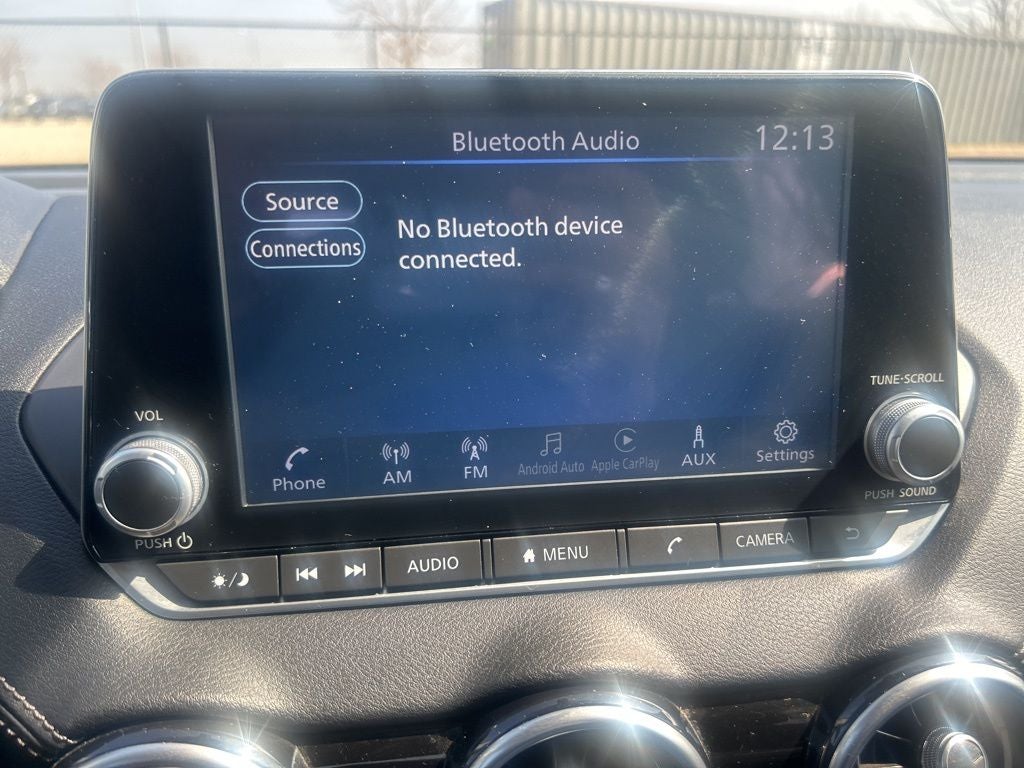 Bluetooth Audio 12:13
Source
No Bluetooth device
connected.
Connections
Phone AM FM Android Auto Apple CarPlay AUX Settings
VOL
PUSH
TUNE·SCROLL
PUSH SOUND
AUDIO MENU CAMERA